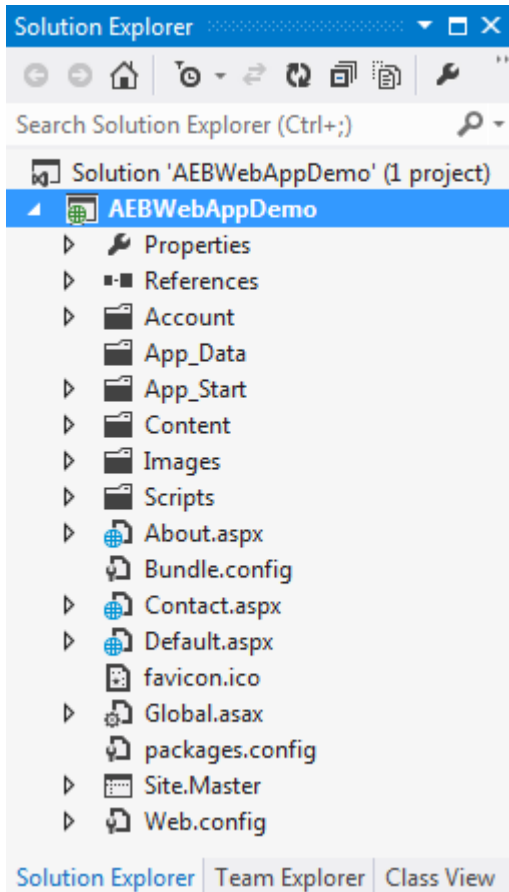 Solution Explorer
Search Solution Explorer (Ctrl+;)
Solution 'AEBWebAppDemo' (1 project)
AEBWebAppDemo
Properties
References
Account
App_Data
App_Start
Content
Images
Scripts
About.aspx
Bundle.config
Contact.aspx
Default.aspx
favicon.ico
Global.asax
packages.config
Site.Master
Web.config
Solution Explorer Team Explorer Class View